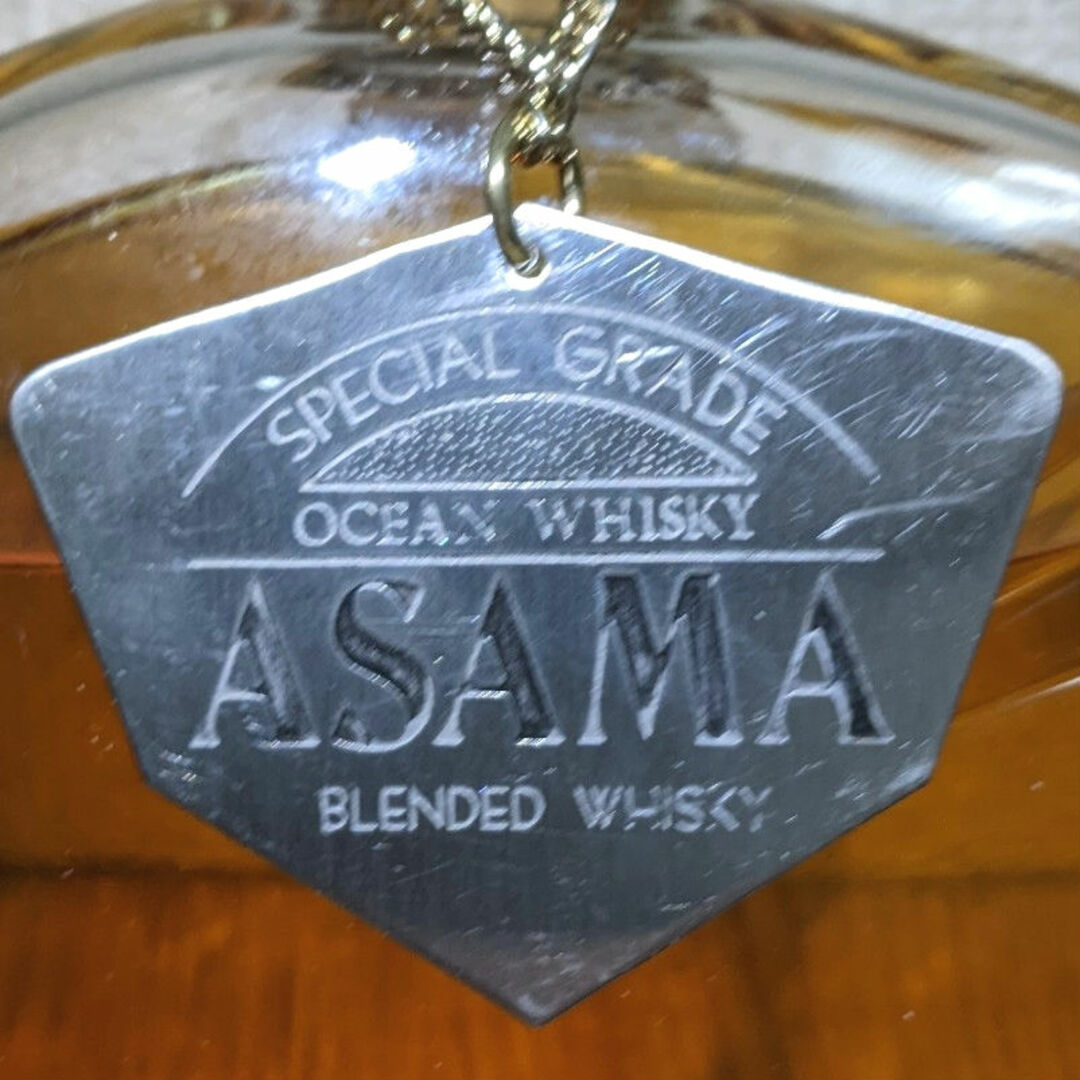 SPECIAL GRADE
OCEAN WHISKY
ASAMA
BLENDED WHISKY